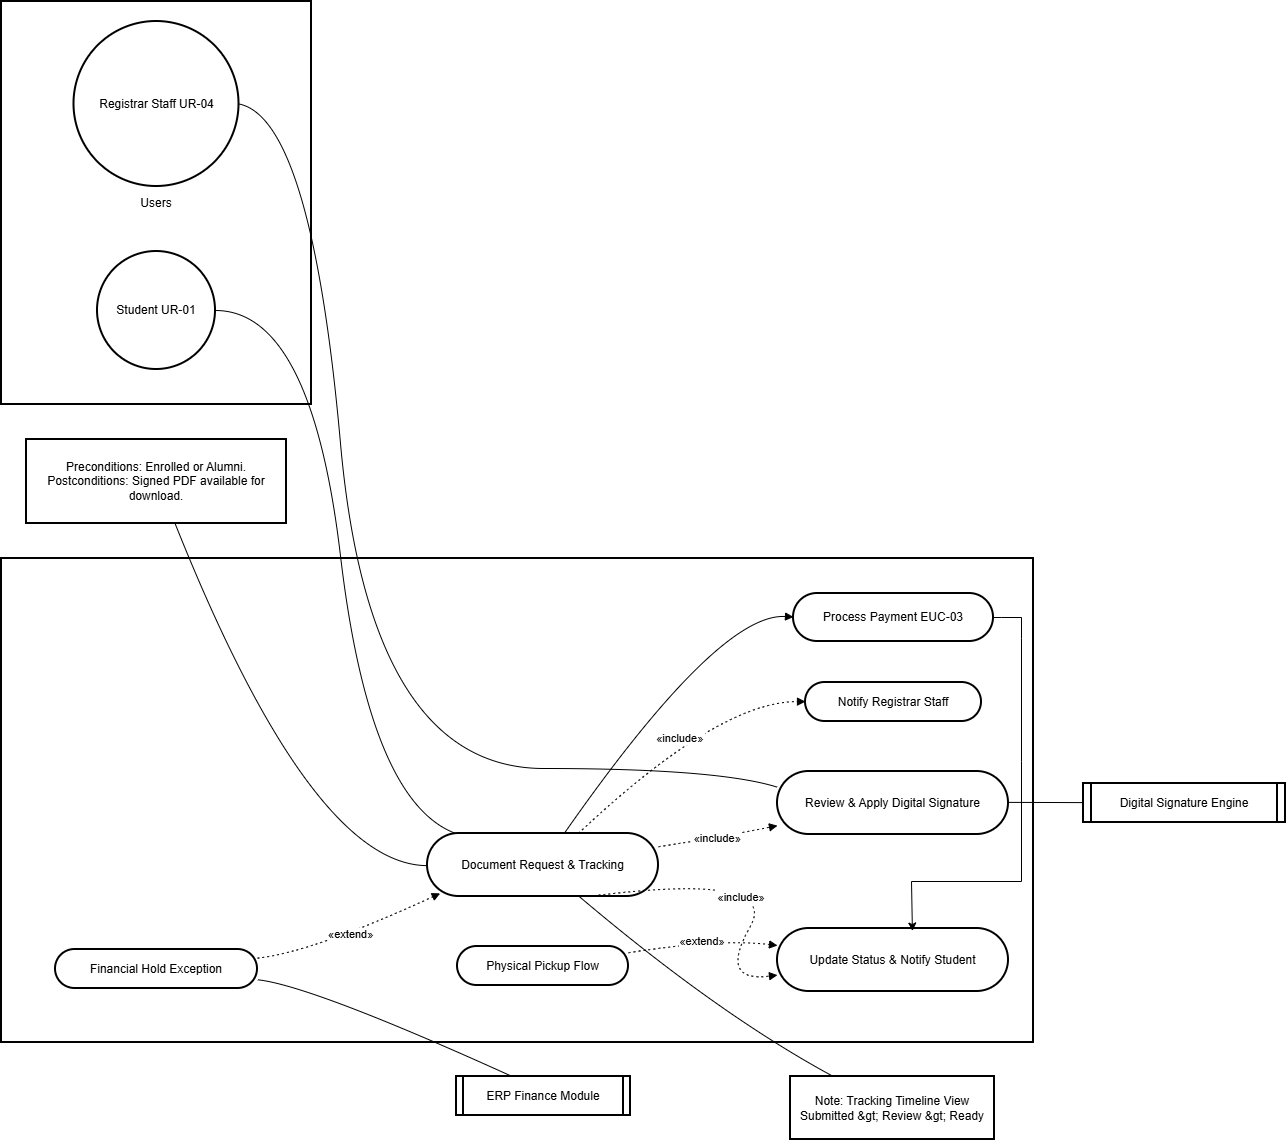 Registrar Staff UR-04
Users
Student UR-01
Preconditions: Enrolled or Alumni.
Postconditions: Signed PDF available for
download.
Process Payment EUC-03
Notify Registrar Staff
«include»
Review & Apply Digital Signature
Digital Signature Engine
«include»
Document Request & Tracking
«include»
«extend»
«extend»
Physical Pickup Flow
Update Status & Notify Student
Financial Hold Exception
ERP Finance Module
Note: Tracking Timeline View
Submitted &gt; Review &gt; Ready